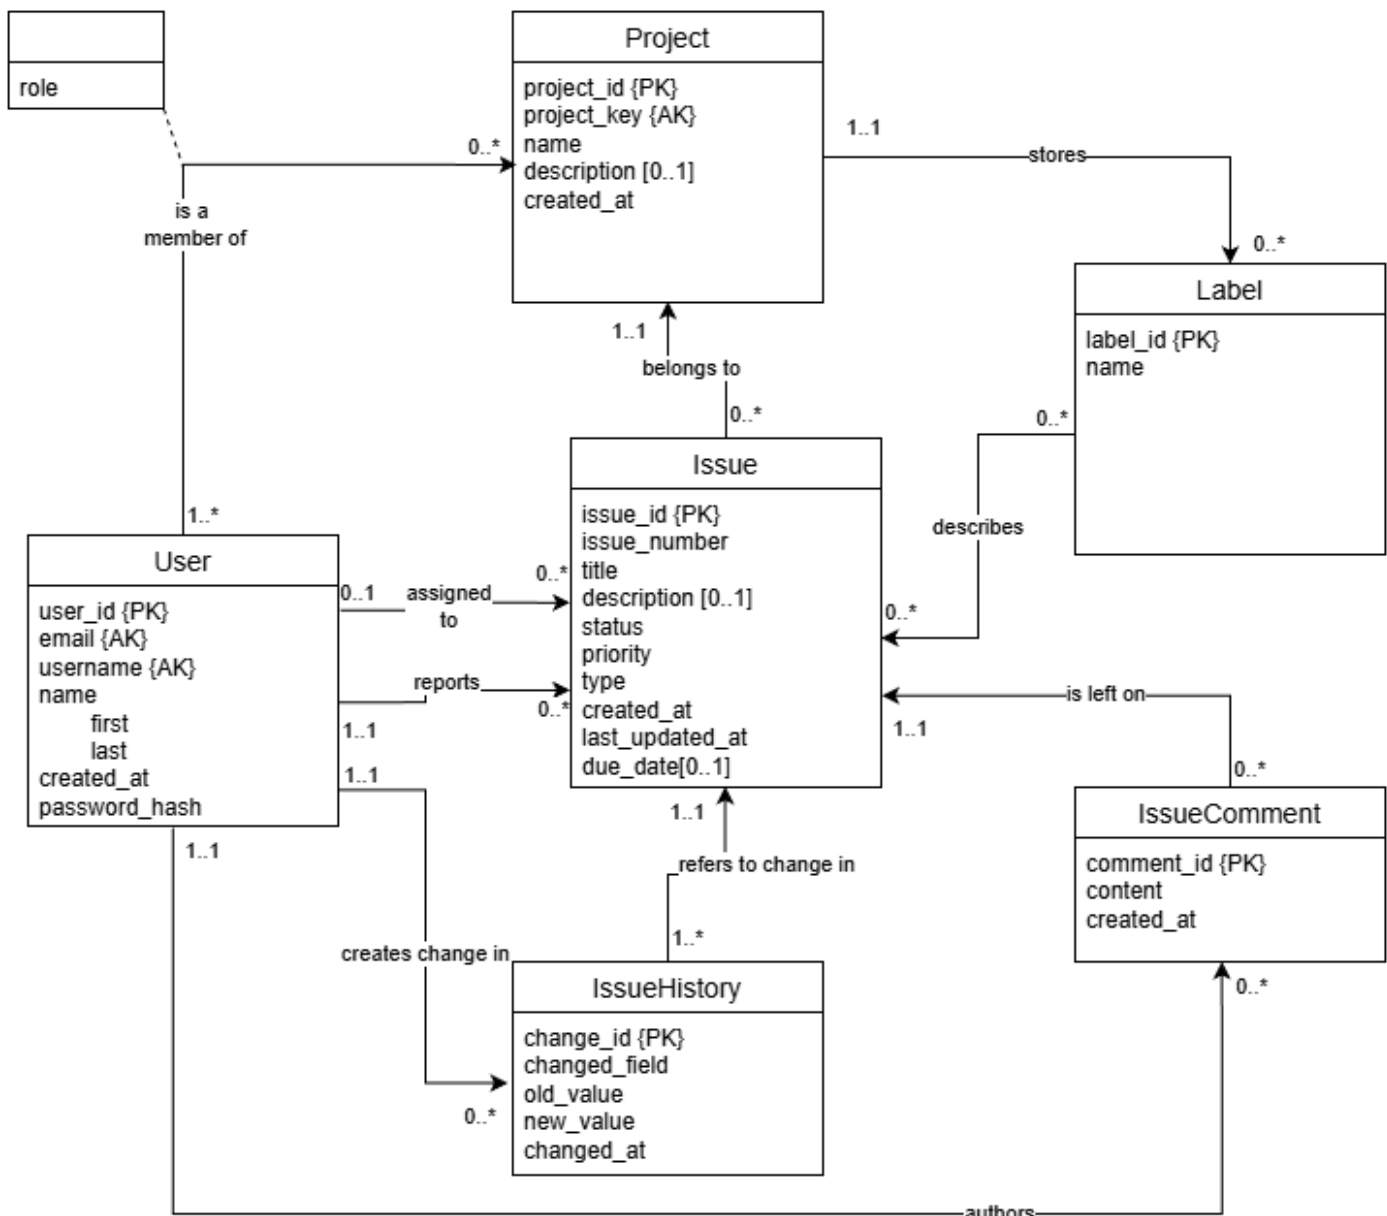 role
Project
project_id {PK}
project_key {AK}
name
description [0..1]
created_at
0..*
1..1
stores
0..*
is a
member of
1..*
1..1
belongs to
0..*
Label
label_id {PK}
name
0..*
describes
0..*
Issue
issue_id {PK}
issue_number
title
description [0..1]
status
priority
type
created_at
last_updated_at
due_date[0..1]
User
user_id {PK}
email {AK}
username {AK}
name
first
last
created_at
password_hash
0..1
assigned
to
0..*
reports
0..*
1..1
1..1
1..1
is left on
1..1
0..*
IssueComment
comment_id {PK}
content
created_at
0..*
1..1
refers to change in
1..*
creates change in
0..*
IssueHistory
change_id {PK}
changed_field
old_value
new_value
changed_at
authors